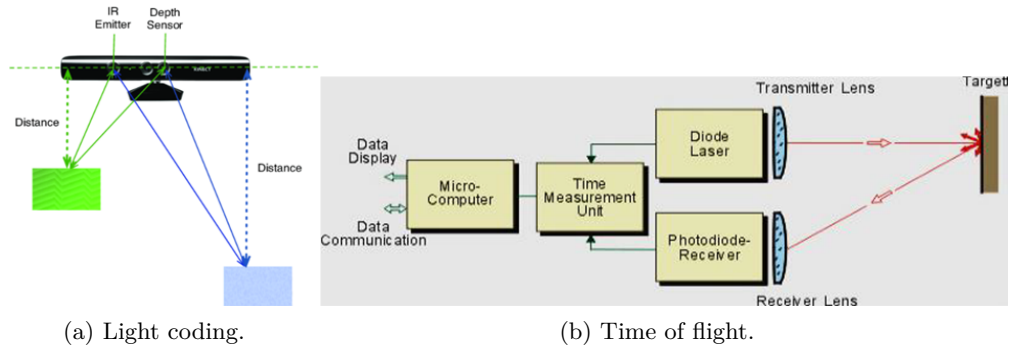 IR
Emitter
Depth
Sensor
Distance
Distance
(a) Light coding.
Transmitter Lens
Targett
Diode
Laser
Data
Display
Micro-
Computer
Time
Measurement
Unit
Data
Communication
Photodiode-
Receiver
Receiver Lens
(b) Time of flight.